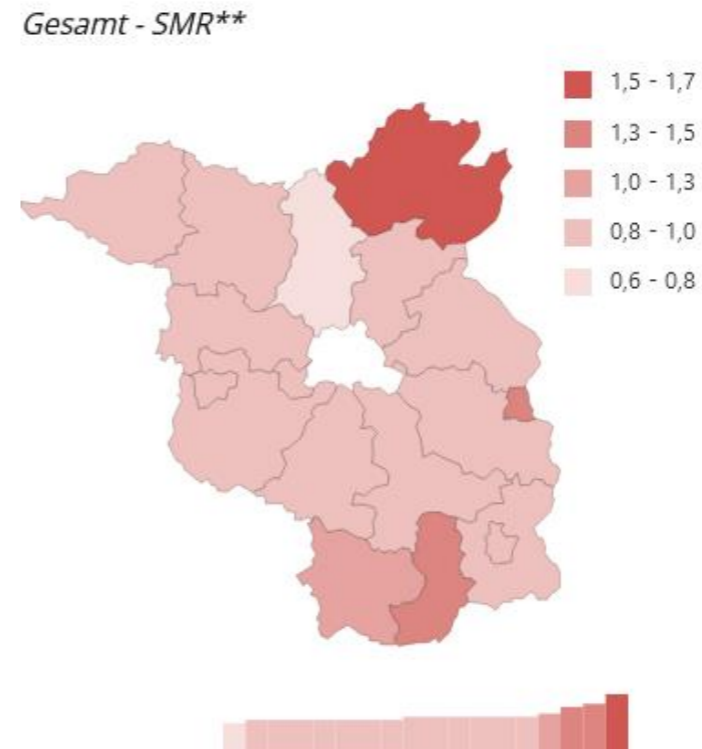 Gesamt - SMR**
1,5 - 1,7
1,3 - 1,5
1,0 - 1,3
0,8 - 1,0
0,6 - 0,8